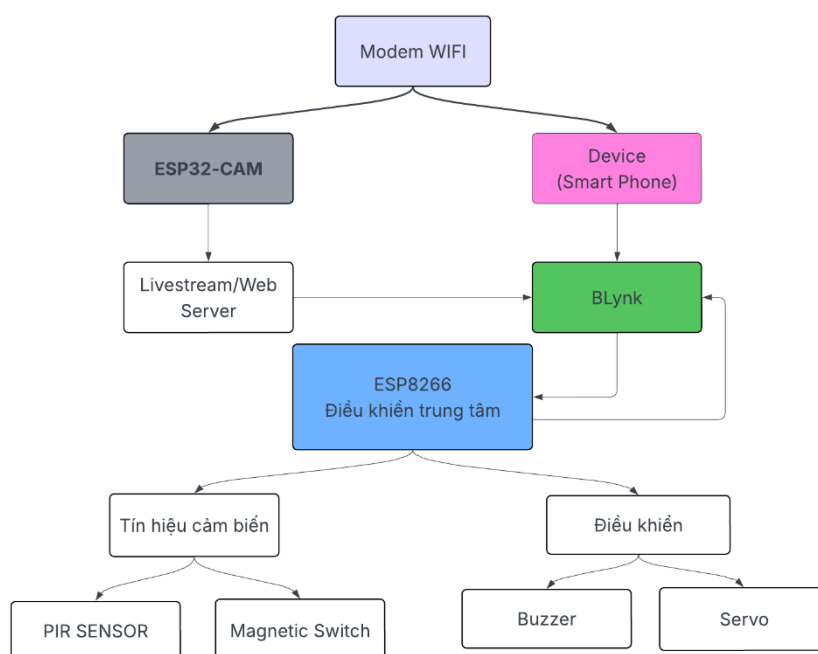 Modem WIFI
ESP32-CAM
Device
(Smart Phone)
Livestream/Web
Server
BLynk
ESP8266
Điều khiển trung tâm
Tín hiệu cảm biến
Điều khiển
PIR SENSOR
Magnetic Switch
Buzzer
Servo